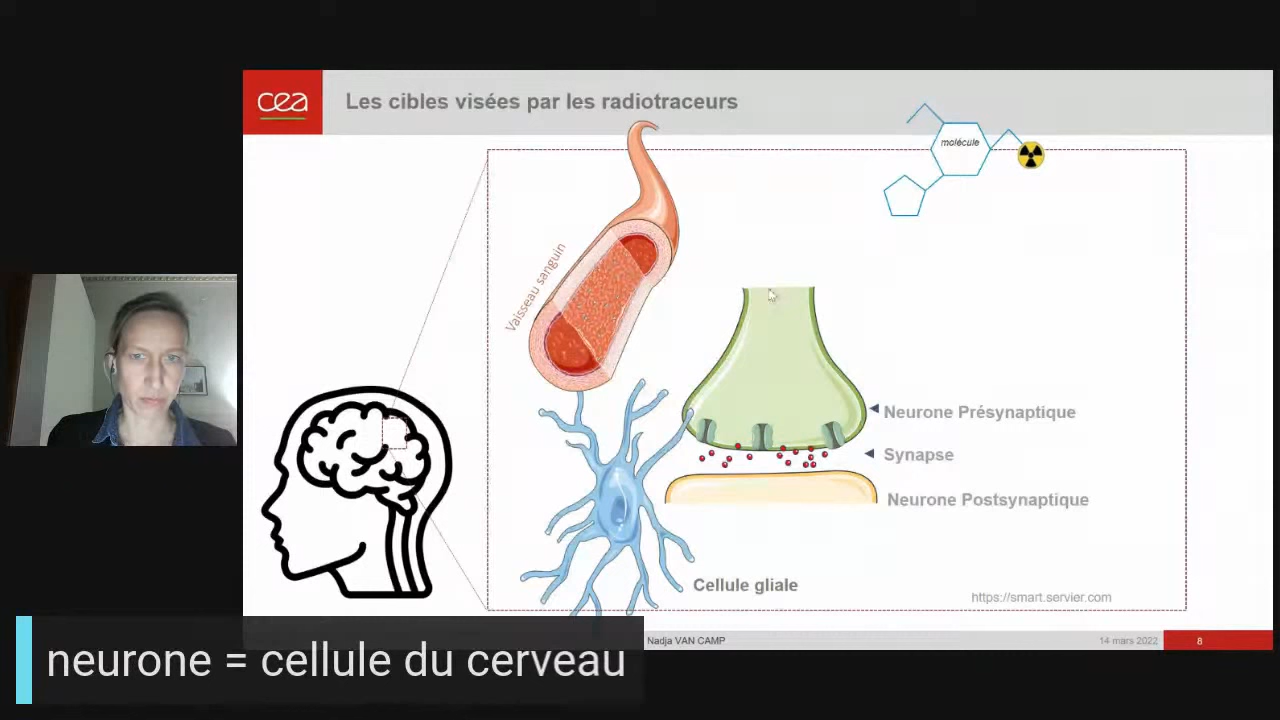 cea
Les cibles visées par les radiotraceurs
molécule
Vaisseau sanguin
Neurone Présynaptique
Synapse
Neurone Postsynaptique
Cellule gliale
https://smart.servier.com
Nadja VAN CAMP
14 mars 2022
8
neurone = cellule du cerveau